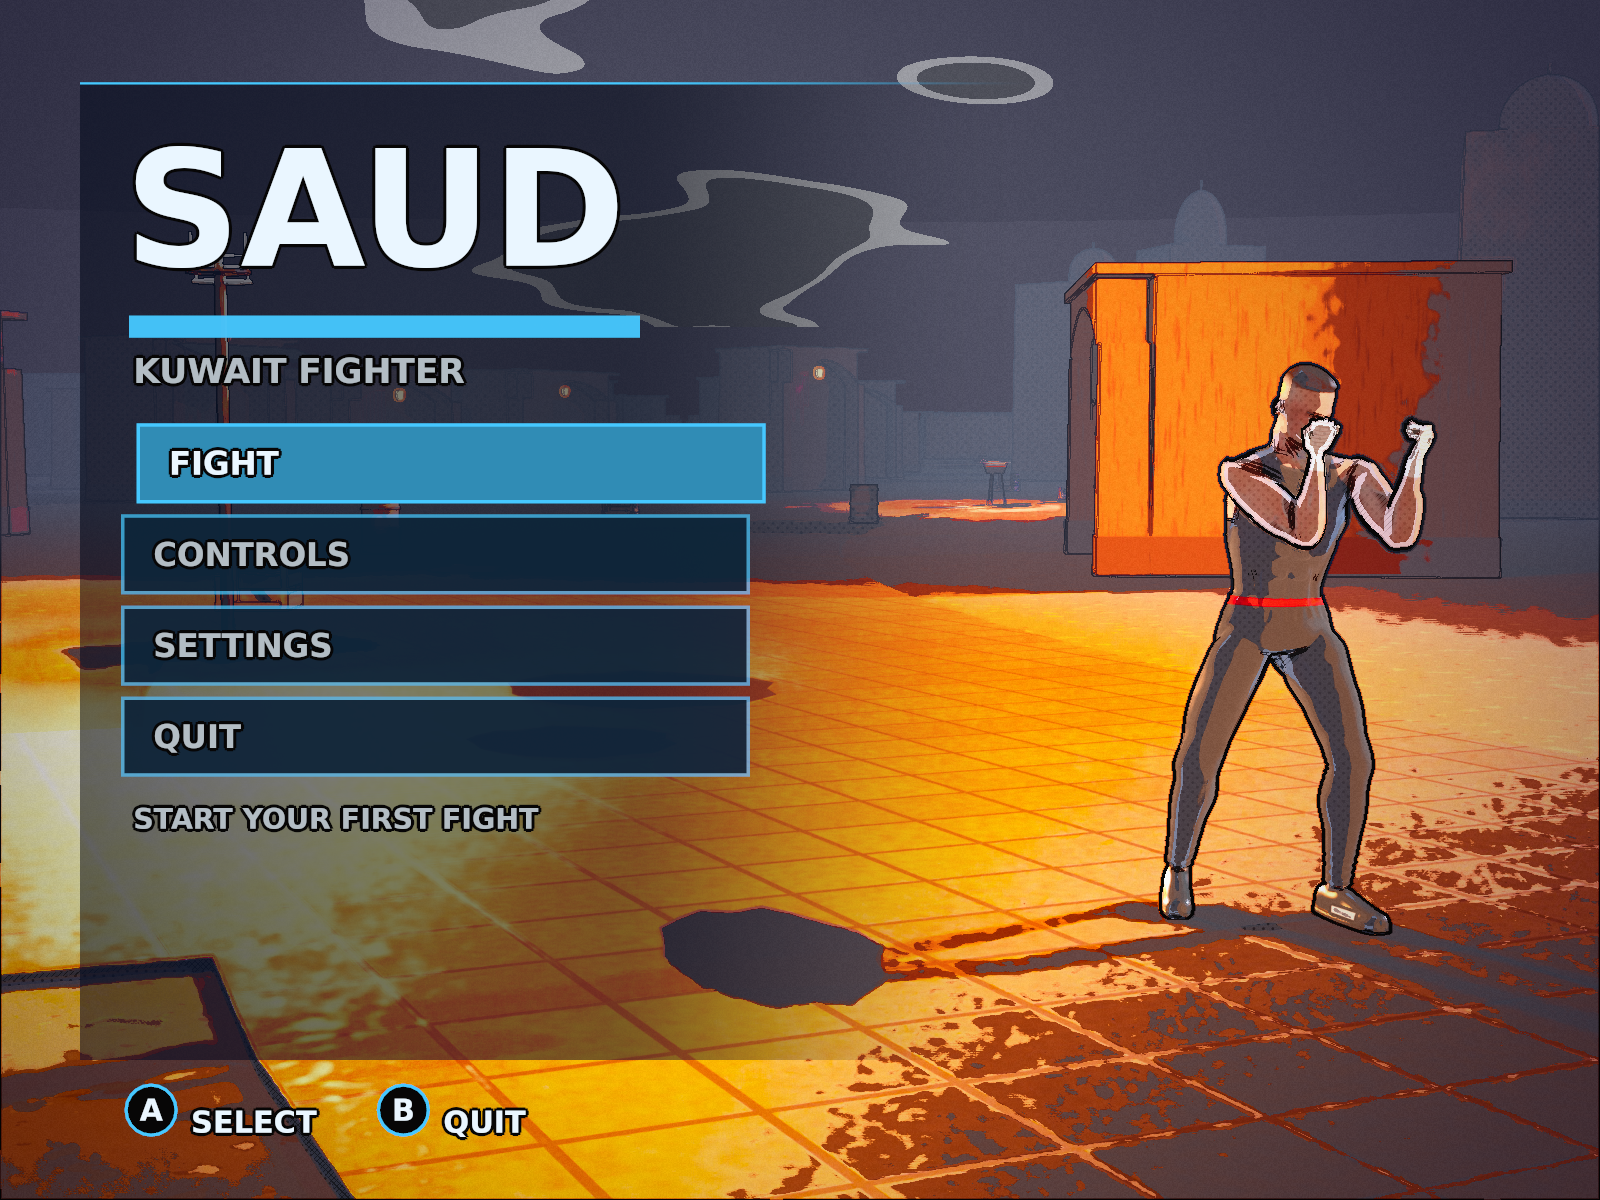 SAUD
KUWAIT FIGHTER
FIGHT
CONTROLS
SETTINGS
QUIT
START YOUR FIRST FIGHT
A SELECT B QUIT